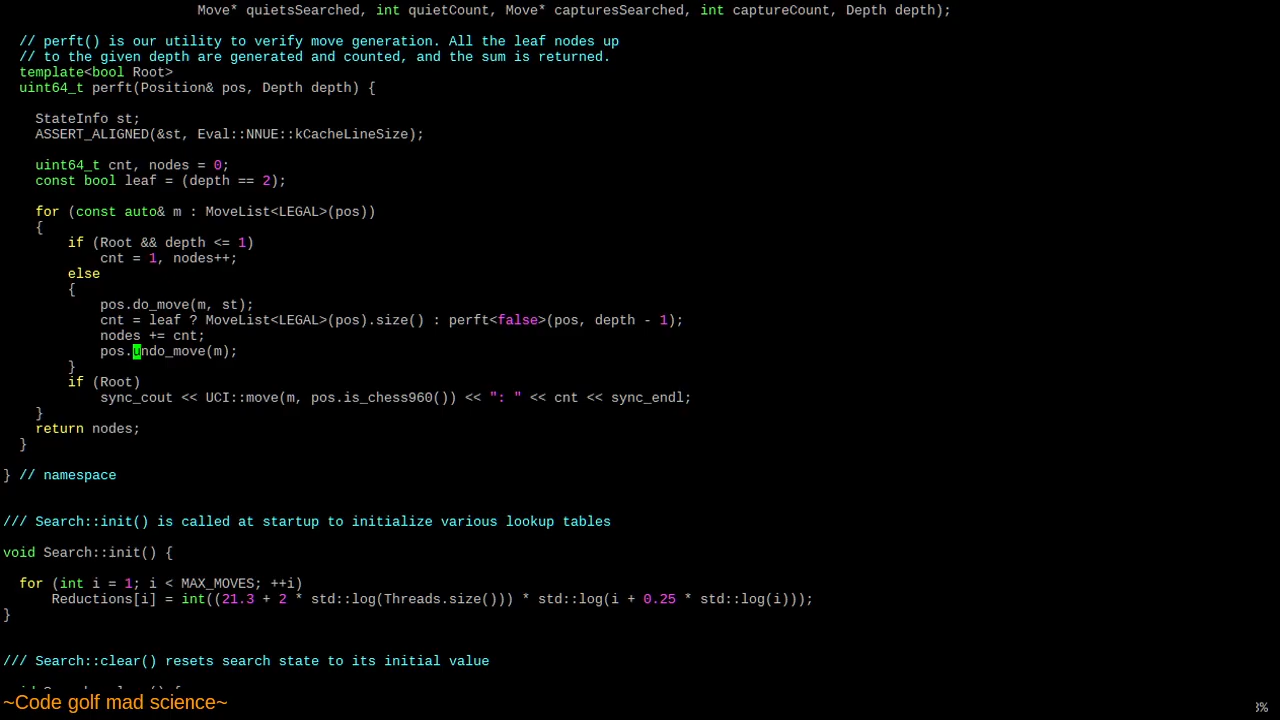 Move* quietsSearched, int quietCount, Move* capturesSearched, int captureCount, Depth depth);
// perft() is our utility to verify move generation. All the leaf nodes up
// to the given depth are generated and counted, and the sum is returned.
template<bool Root>
uint64_t perft(Position& pos, Depth depth) {
StateInfo st;
ASSERT_ALIGNED(&st, Eval::NNUE::kCacheLineSize);
uint64_t cnt, nodes = 0;
const bool leaf = (depth == 2);
for (const auto& m : MoveList<LEGAL>(pos))
{
if (Root && depth <= 1)
cnt = 1, nodes++;
else
{
pos.do_move(m, st);
cnt = leaf ? MoveList<LEGAL>(pos).size() : perft<false>(pos, depth - 1);
nodes += cnt;
pos.undo_move(m);
}
if (Root)
sync_cout << UCI::move(m, pos.is_chess960()) << ": " << cnt << sync_endl;
}
return nodes;
}
} // namespace
/// Search::init() is called at startup to initialize various lookup tables
void Search::init() {
for (int i = 1; i < MAX_MOVES; ++i)
Reductions[i] = int((21.3 + 2 * std::log(Threads.size())) * std::log(i + 0.25 * std::log(i)));
}
/// Search::clear() resets search state to its initial value
~Code golf mad science~